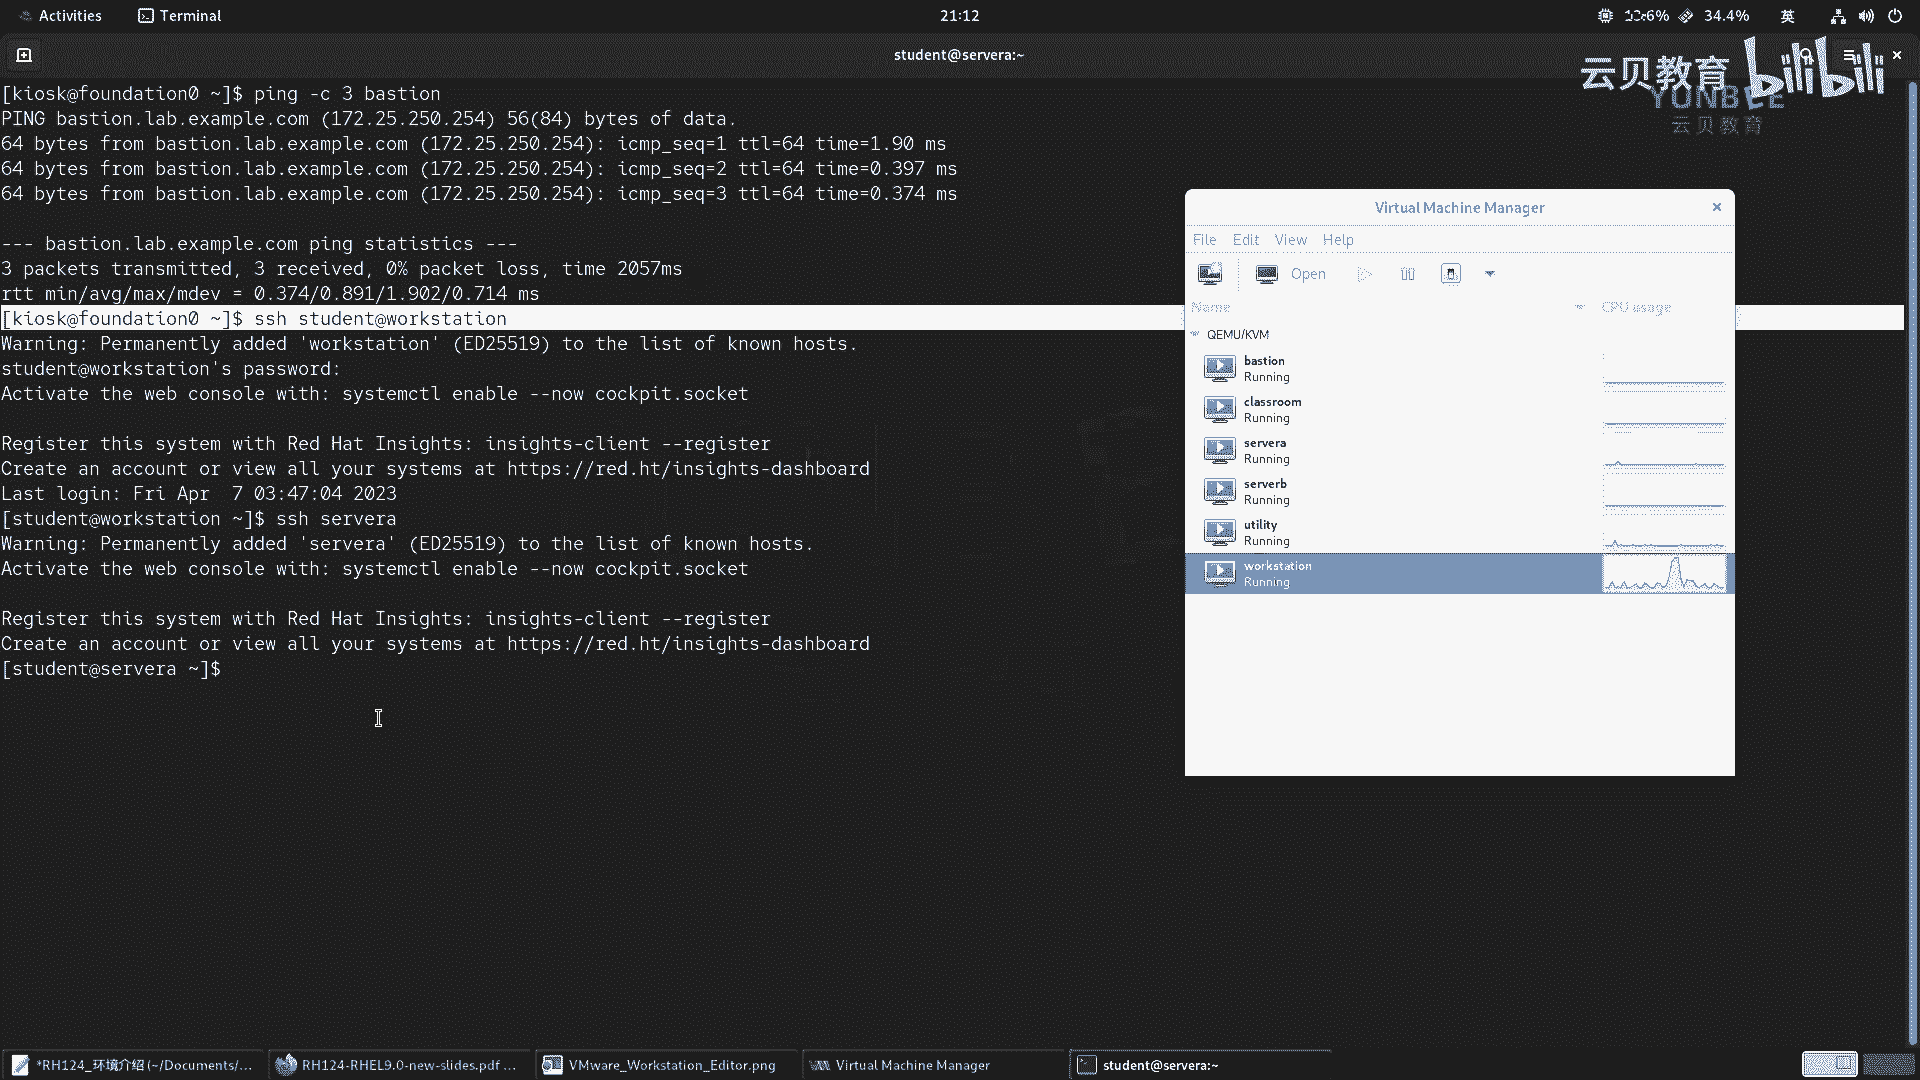 Activities
Terminal
21:12
34.4%
英
student@servera:~
云贝教育
bilibili
YUNBEE
云贝教育
[kiosk@foundation0 ~]$ ping -c 3 bastion
PING bastion.lab.example.com (172.25.250.254) 56(84) bytes of data.
64 bytes from bastion.lab.example.com (172.25.250.254): icmp_seq=1 ttl=64 time=1.90 ms
64 bytes from bastion.lab.example.com (172.25.250.254): icmp_seq=2 ttl=64 time=0.397 ms
64 bytes from bastion.lab.example.com (172.25.250.254): icmp_seq=3 ttl=64 time=0.374 ms
--- bastion.lab.example.com ping statistics ---
3 packets transmitted, 3 received, 0% packet loss, time 2057ms
rtt min/avg/max/mdev = 0.374/0.891/1.902/0.714 ms
[kiosk@foundation0 ~]$ ssh student@workstation
Warning: Permanently added 'workstation' (ED25519) to the list of known hosts.
student@workstation's password:
Activate the web console with: systemctl enable --now cockpit.socket
Register this system with Red Hat Insights: insights-client --register
Create an account or view all your systems at https://red.ht/insights-dashboard
Last login: Fri Apr  7 03:47:04 2023
[student@workstation ~]$ ssh servera
Warning: Permanently added 'servera' (ED25519) to the list of known hosts.
Activate the web console with: systemctl enable --now cockpit.socket
Register this system with Red Hat Insights: insights-client --register
Create an account or view all your systems at https://red.ht/insights-dashboard
[student@servera ~]$
Virtual Machine Manager
File Edit View Help
Open
Name CPU usage
QEMU/KVM
bastion
Running
classroom
Running
servera
Running
serverb
Running
utility
Running
workstation
Running
*RH124_环境介绍 (~/Documents/...
RH124-RHEL9.0-new-slides.pdf ...
VMware_Workstation_Editor.png
Virtual Machine Manager
student@servera:~